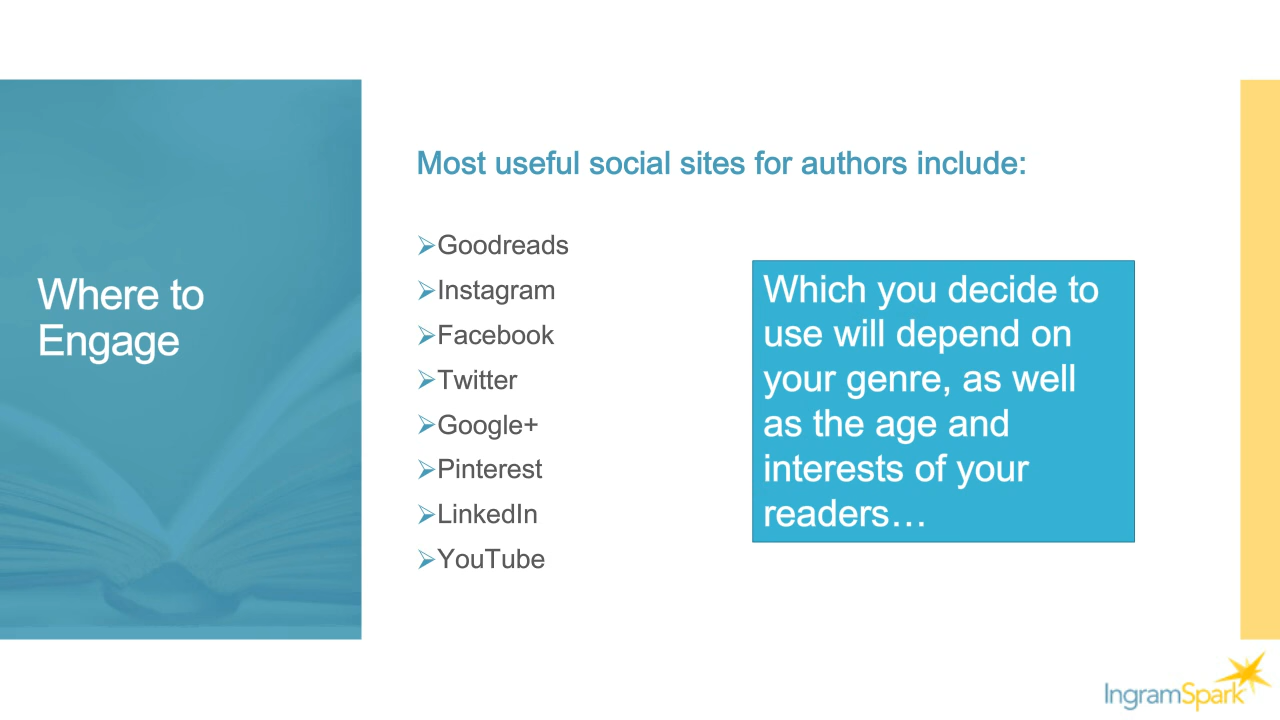 Where to
Engage
Most useful social sites for authors include:
➢Goodreads
➢Instagram
➢Facebook
➢Twitter
➢Google+
➢Pinterest
➢LinkedIn
➢YouTube
Which you decide to
use will depend on
your genre, as well
as the age and
interests of your
readers…
IngramSpark